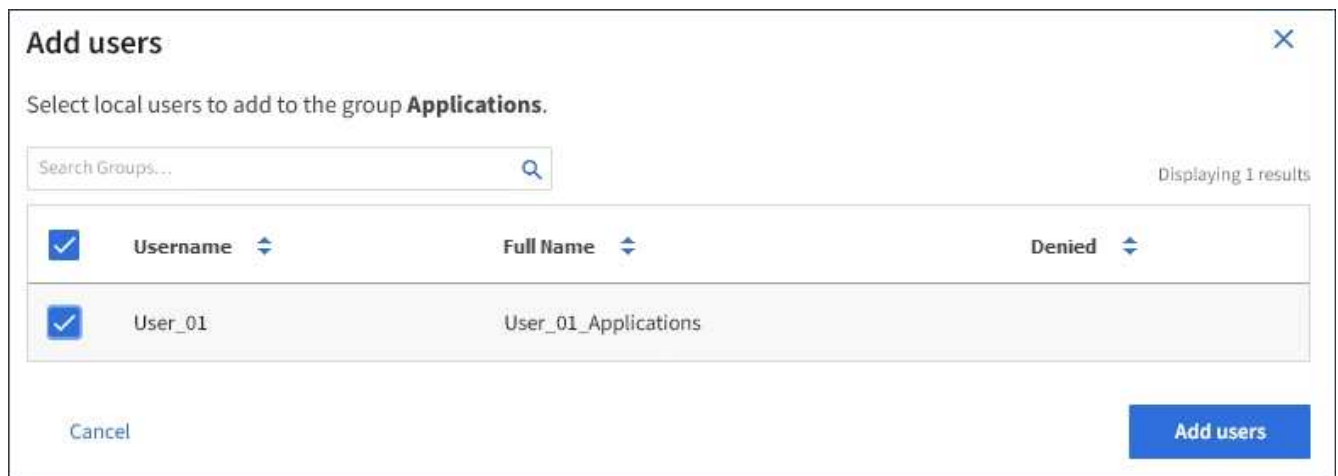 Add users
Select local users to add to the group Applications.
Search Groups...
Displaying 1 results
Username Full Name Denied
User_01 User_01_Applications
Cancel Add users